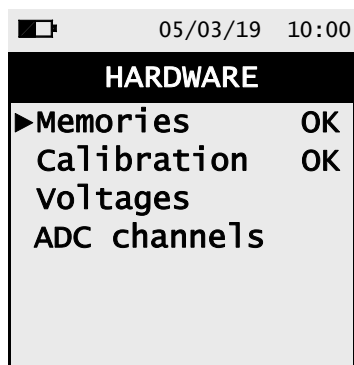 05/03/19 10:00
HARDWARE
►Memories OK
Calibration OK
Voltages
ADC channels